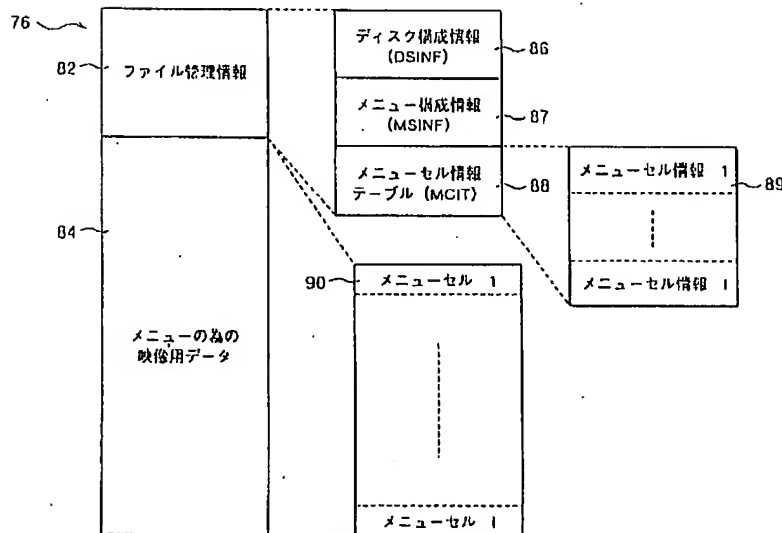 76
82
ファイル管理情報
84
メニューの為の
映像用データ
ディスク構成情報
(DSINF)
86
メニュー構成情報
(MSINF)
87
メニューセル情報
テーブル (MCIT)
88
メニューセル情報 1
89
メニューセル情報 I
90
メニューセル 1
メニューセル I